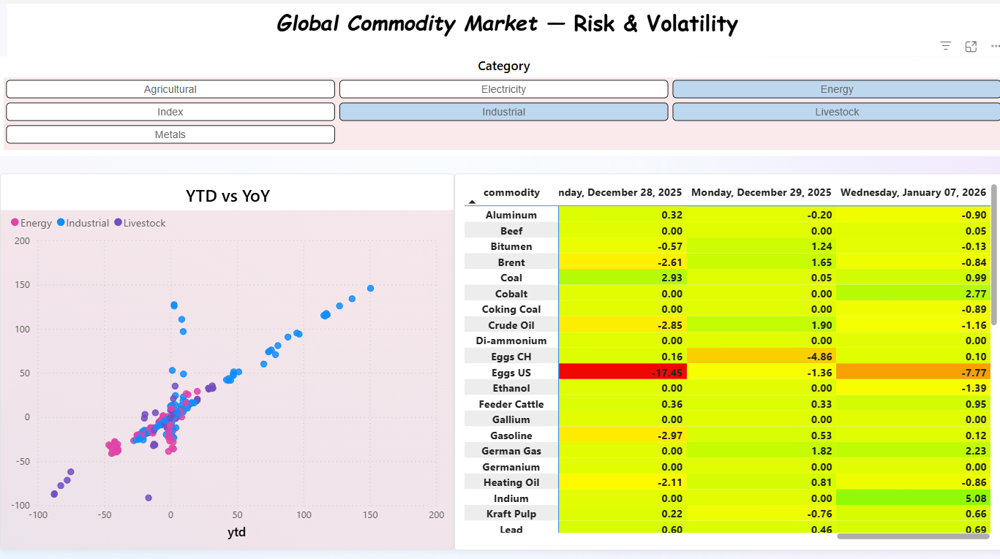 Global Commodity Market — Risk & Volatility
Category
Agricultural Electricity Energy
Index Industrial Livestock
Metals
YTD vs YoY
Energy Industrial Livestock
200
150
100
50
0
-50
-100
-100 -50 0 50 100 150 200
ytd
commodity nday, December 28, 2025 Monday, December 29, 2025 Wednesday, January 07, 2026
Aluminum 0.32 -0.20 -0.90
Beef 0.00 0.00 0.05
Bitumen -0.57 1.24 -0.13
Brent -2.61 1.65 -0.84
Coal 2.93 0.05 0.99
Cobalt 0.00 0.00 2.77
Coking Coal 0.00 0.00 -0.89
Crude Oil -2.85 1.90 -1.16
Di-ammonium 0.00 0.00 0.00
Eggs CH 0.16 -4.86 0.10
Eggs US -17.45 -1.36 -7.77
Ethanol 0.00 0.00 -1.39
Feeder Cattle 0.36 0.33 0.95
Gallium 0.00 0.00 0.00
Gasoline -2.97 0.53 0.12
German Gas 0.00 1.82 2.23
Germanium 0.00 0.00 0.00
Heating Oil -2.11 0.81 -0.86
Indium 0.00 0.00 5.08
Kraft Pulp 0.22 -0.76 0.66
Lead 0.60 0.46 0.69